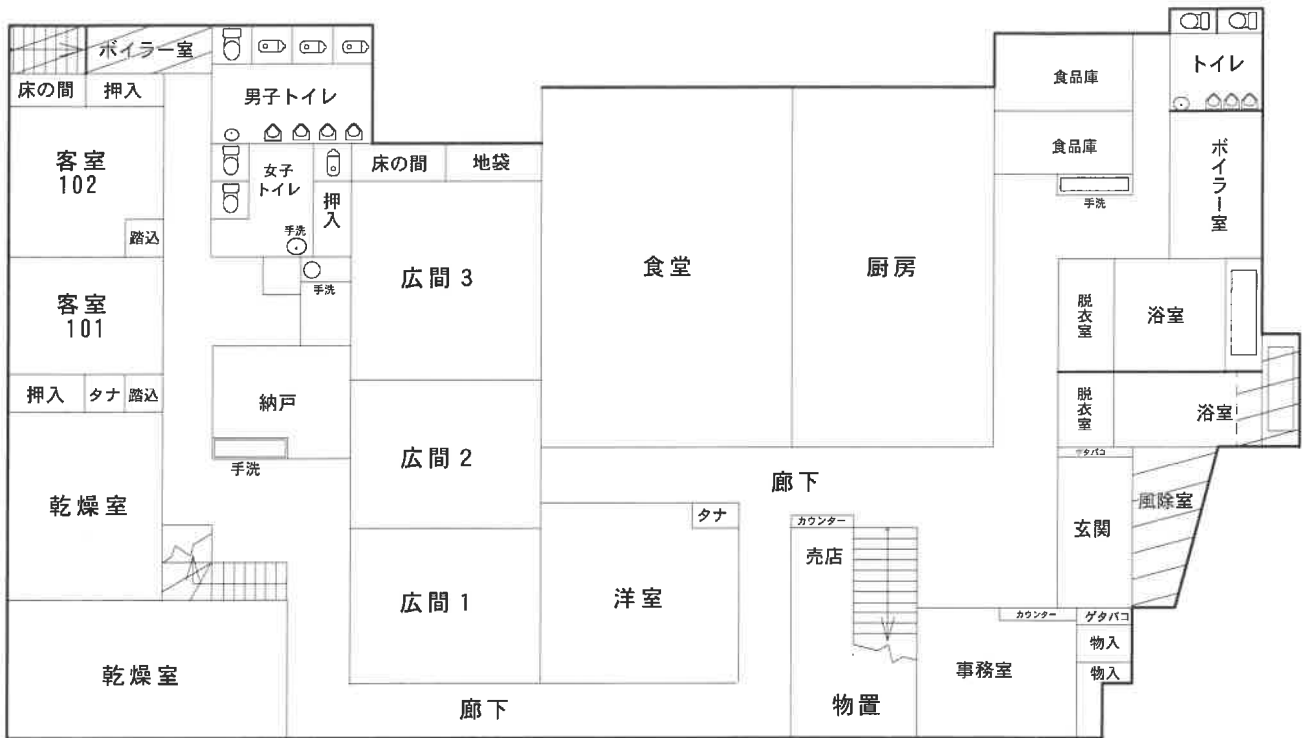 ボイラー室
床の間
押入
男子トイレ
客室
102
女子
トイレ
押入
手洗
踏込
手洗
客室
101
押入
タナ
踏込
納戸
手洗
乾燥室
乾燥室
床の間
地袋
広間 3
広間 2
広間 1
食堂
厨房
廊下
タナ
洋室
廊下
カウンター
売店
物置
食品庫
食品庫
手洗
トイレ
ボイラー室
脱衣室
浴室
脱衣室
浴室
ゲタバコ
玄関
風除室
カウンター
ゲタバコ
物入
物入
事務室